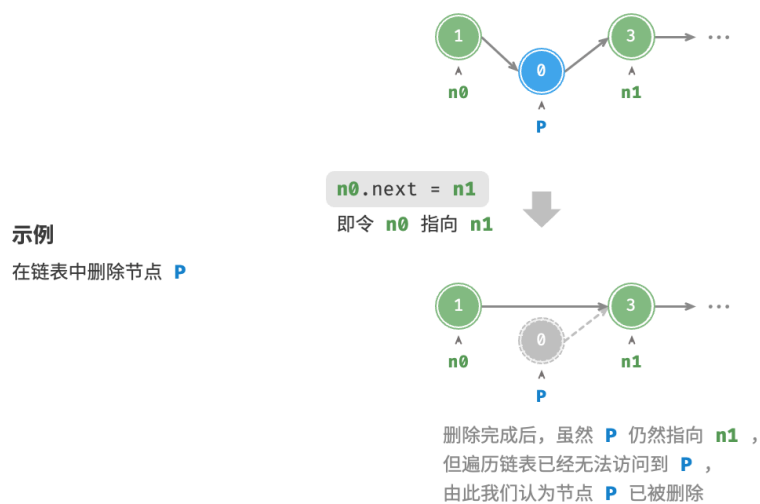 1
3
...
0
n0
n1
P
n0.next = n1
即令 n0 指向 n1
示例
在链表中删除节点 P
1
3
...
0
n0
n1
P
删除完成后，虽然 P 仍然指向 n1 ，
但遍历链表已经无法访问到 P ，
由此我们认为节点 P 已被删除